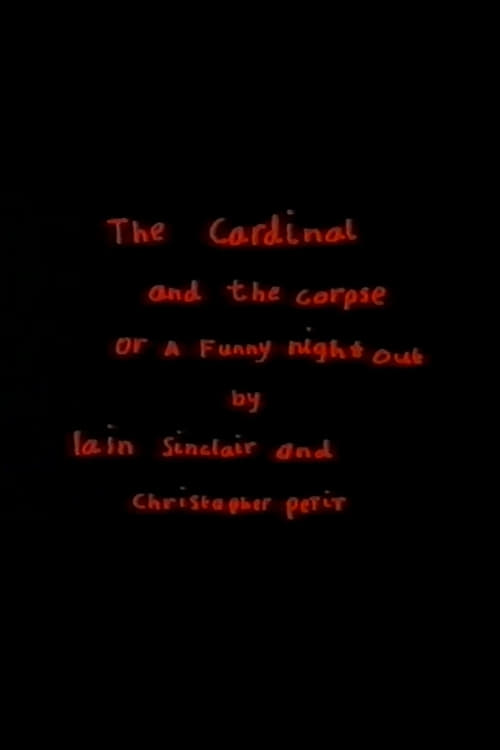 The Cardinal
and the corpse
or A Funny night out
by
Iain Sinclair and
Christopher petit